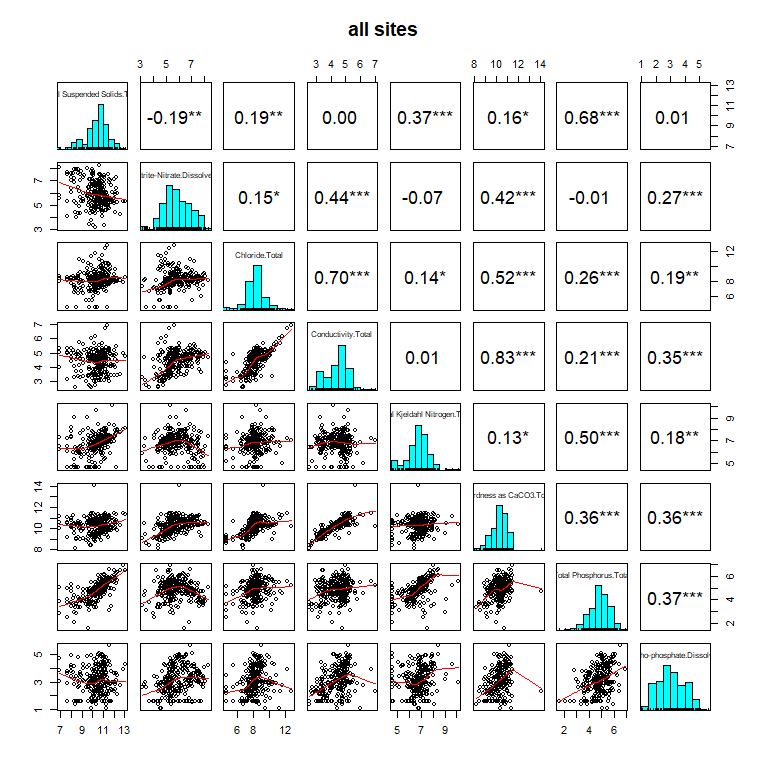 all sites
3 5 7
3 4 5 6 7
8 10 12 14
1 2 3 4 5
l Suspended Solids.T
-0.19**
0.19**
0.00
0.37***
0.16*
0.68***
0.01
7 9 11 13
3 5 7
trite-Nitrate.Dissolve
0.15*
0.44***
-0.07
0.42***
-0.01
0.27***
Chloride.Total
0.70***
0.14*
0.52***
0.26***
0.19**
6 8 12
3 4 5 6 7
Conductivity.Total
0.01
0.83***
0.21***
0.35***
al Kjeldahl Nitrogen.T
0.13*
0.50***
0.18**
5 7 9
8 10 12 14
rdness as CaCO3.To
0.36***
0.36***
Total Phosphorus.Total
0.37***
2 4 6
1 3 5
ho-phosphate.Dissol
7 9 11 13
6 8 12
5 7 9
2 4 6